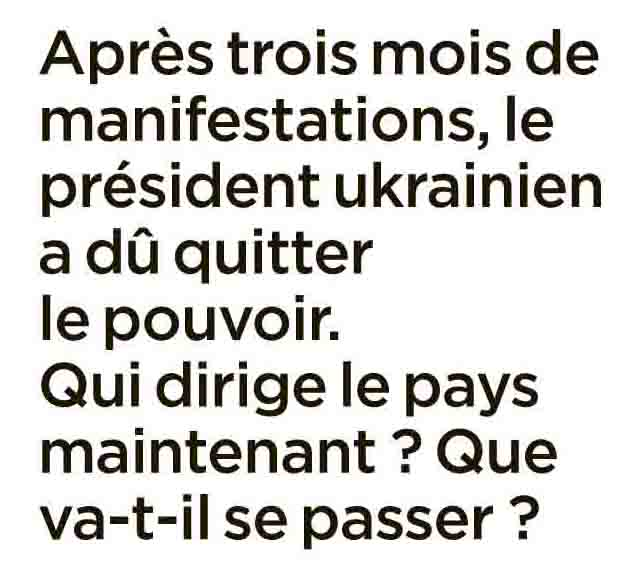 Après trois mois de
manifestations, le
président ukrainien
a dû quitter
le pouvoir.
Qui dirige le pays
maintenant ? Que
va-t-il se passer ?